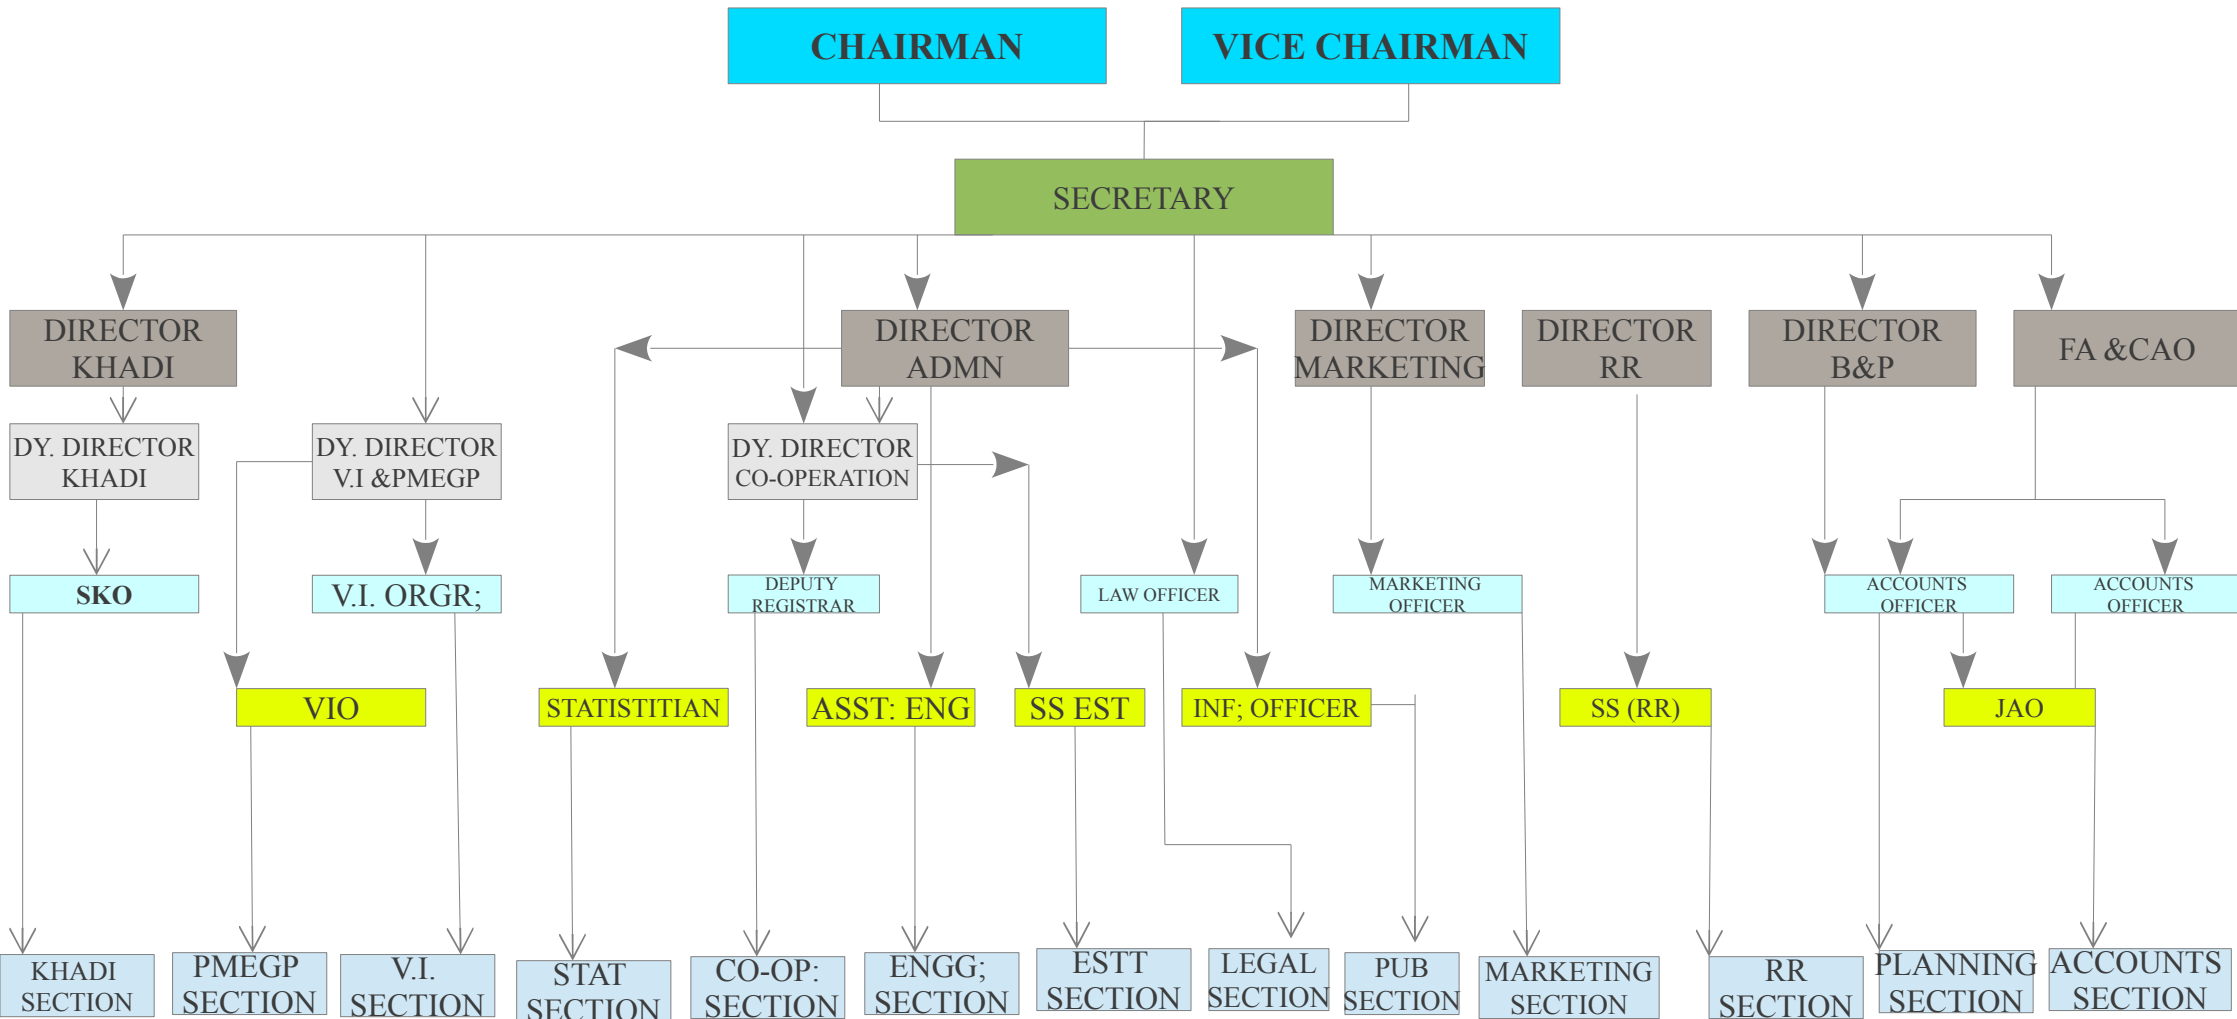 CHAIRMAN
VICE CHAIRMAN
SECRETARY
DIRECTOR
KHADI
DIRECTOR
ADMN
DIRECTOR
MARKETING
DIRECTOR
RR
DIRECTOR
B&P
FA &CAO
DY. DIRECTOR
KHADI
DY. DIRECTOR
V.I &PMEGP
DY. DIRECTOR
CO-OPERATION
SKO
V.I. ORGR;
DEPUTY
REGISTRAR
LAW OFFICER
MARKETING
OFFICER
ACCOUNTS
OFFICER
ACCOUNTS
OFFICER
VIO
STATISTITIAN
ASST: ENG
SS EST
INF; OFFICER
SS (RR)
JAO
KHADI
SECTION
PMEGP
SECTION
V.I.
SECTION
STAT
SECTION
CO-OP:
SECTION
ENGG;
SECTION
ESTT
SECTION
LEGAL
SECTION
PUB
SECTION
MARKETING
SECTION
RR
SECTION
PLANNING
SECTION
ACCOUNTS
SECTION